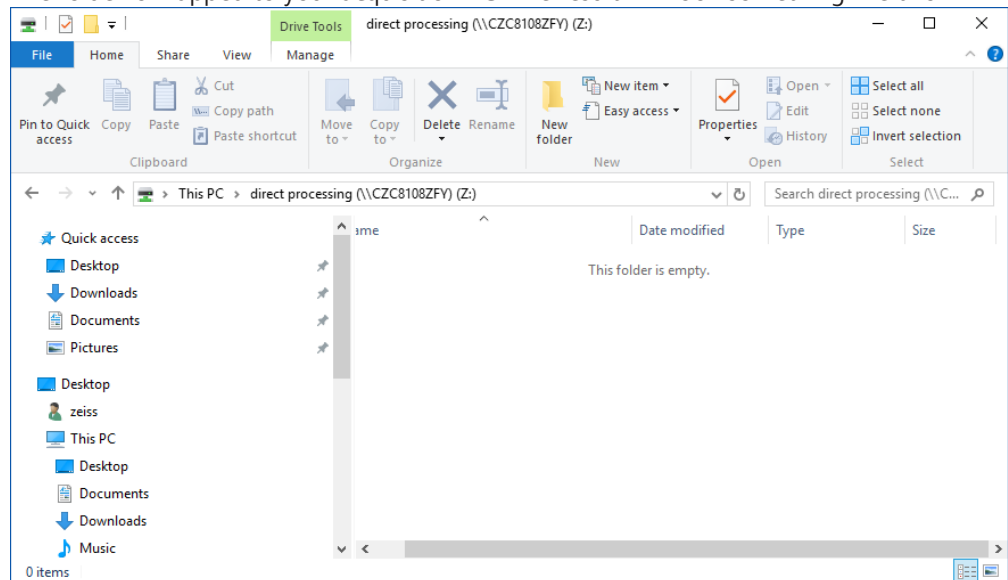 Drive Tools direct processing (\\CZC8108ZFY) (Z:)
File Home Share View Manage
Pin to Quick access
Copy
Paste
Cut
Copy path
Paste shortcut
Clipboard
Move to
Copy to
Delete
Rename
Organize
New folder
New item
Easy access
New
Properties
Open
Edit
History
Open
Select all
Select none
Invert selection
Select
This PC > direct processing (\\CZC8108ZFY) (Z:)
Search direct processing (\\C...
ame Date modified Type Size
This folder is empty.
Quick access
Desktop
Downloads
Documents
Pictures
Desktop
zeiss
This PC
Desktop
Documents
Downloads
Music
0 items